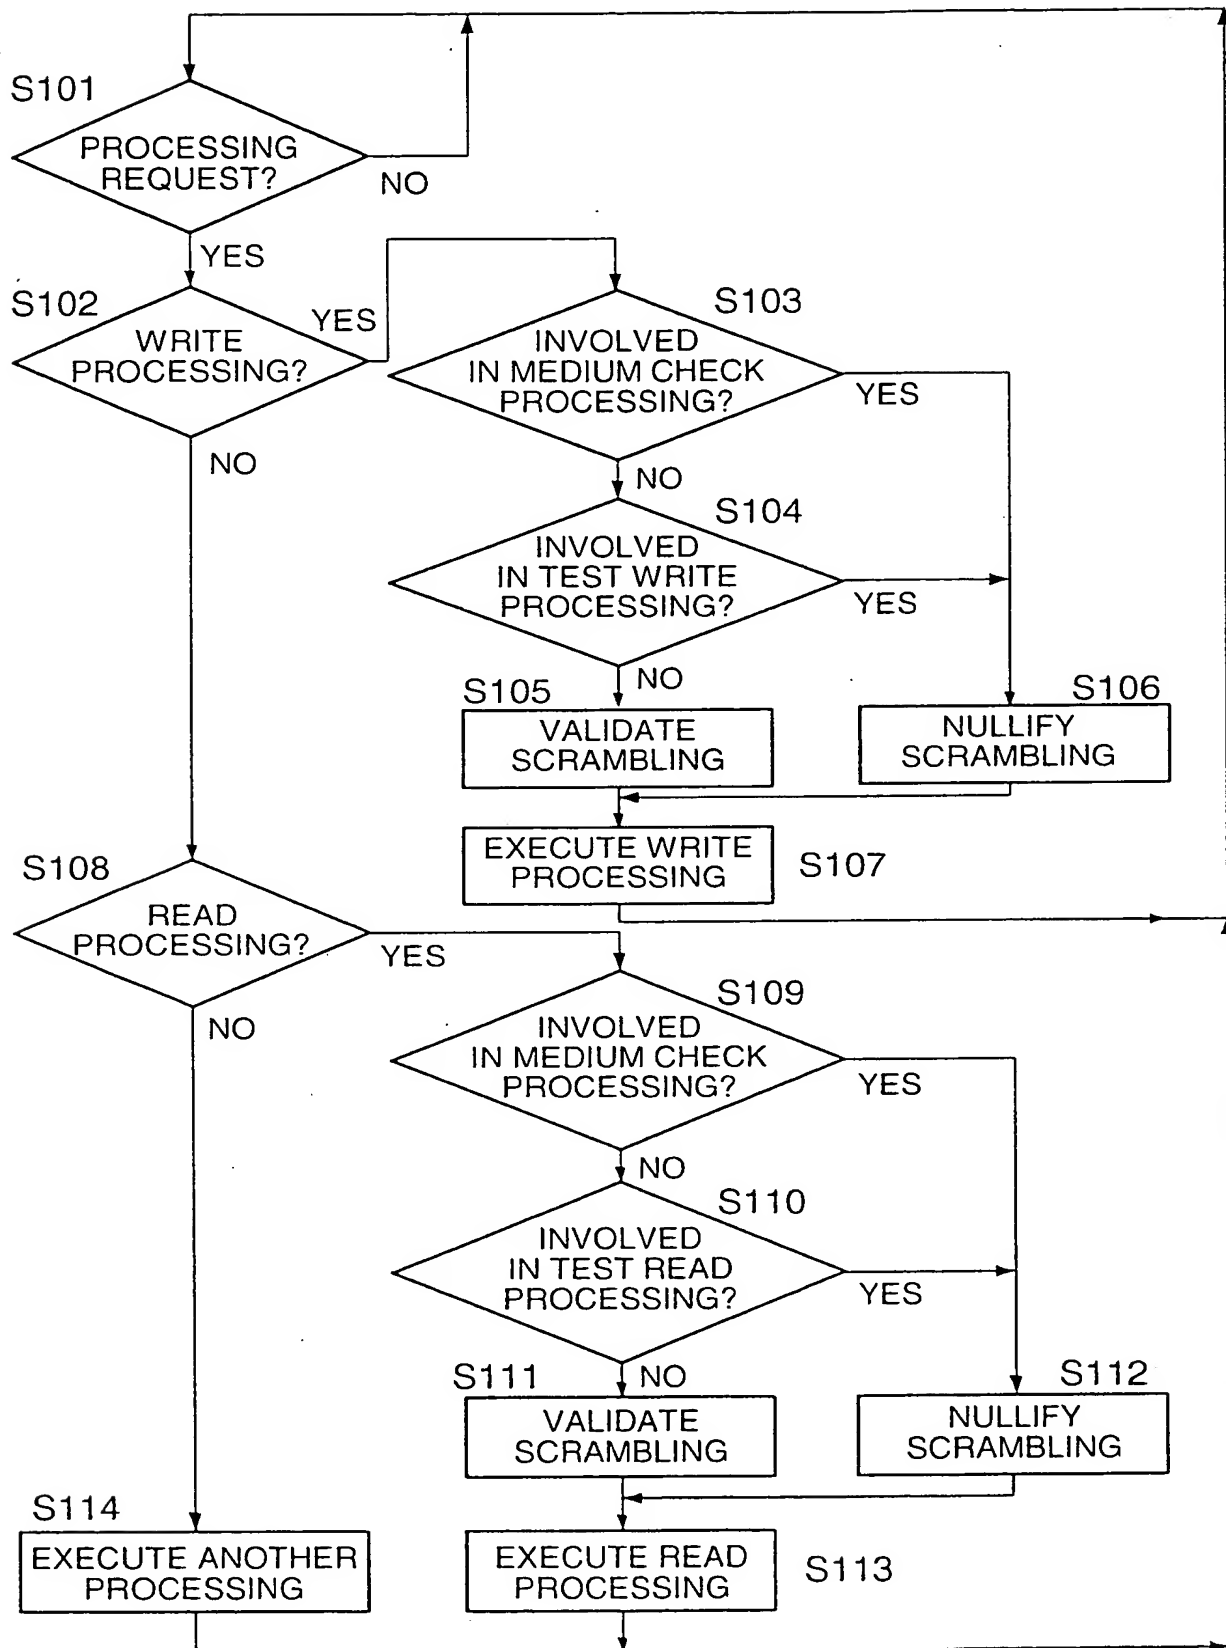 S101
PROCESSING
REQUEST?
NO
YES
S102
WRITE
PROCESSING?
YES
NO
S103
INVOLVED
IN MEDIUM CHECK
PROCESSING?
YES
NO
S104
INVOLVED
IN TEST WRITE
PROCESSING?
YES
NO
S105
VALIDATE
SCRAMBLING
S106
NULLIFY
SCRAMBLING
EXECUTE WRITE
PROCESSING
S107
S108
READ
PROCESSING?
YES
NO
S109
INVOLVED
IN MEDIUM CHECK
PROCESSING?
YES
NO
S110
INVOLVED
IN TEST READ
PROCESSING?
YES
NO
S111
VALIDATE
SCRAMBLING
S112
NULLIFY
SCRAMBLING
S114
EXECUTE ANOTHER
PROCESSING
EXECUTE READ
PROCESSING
S113